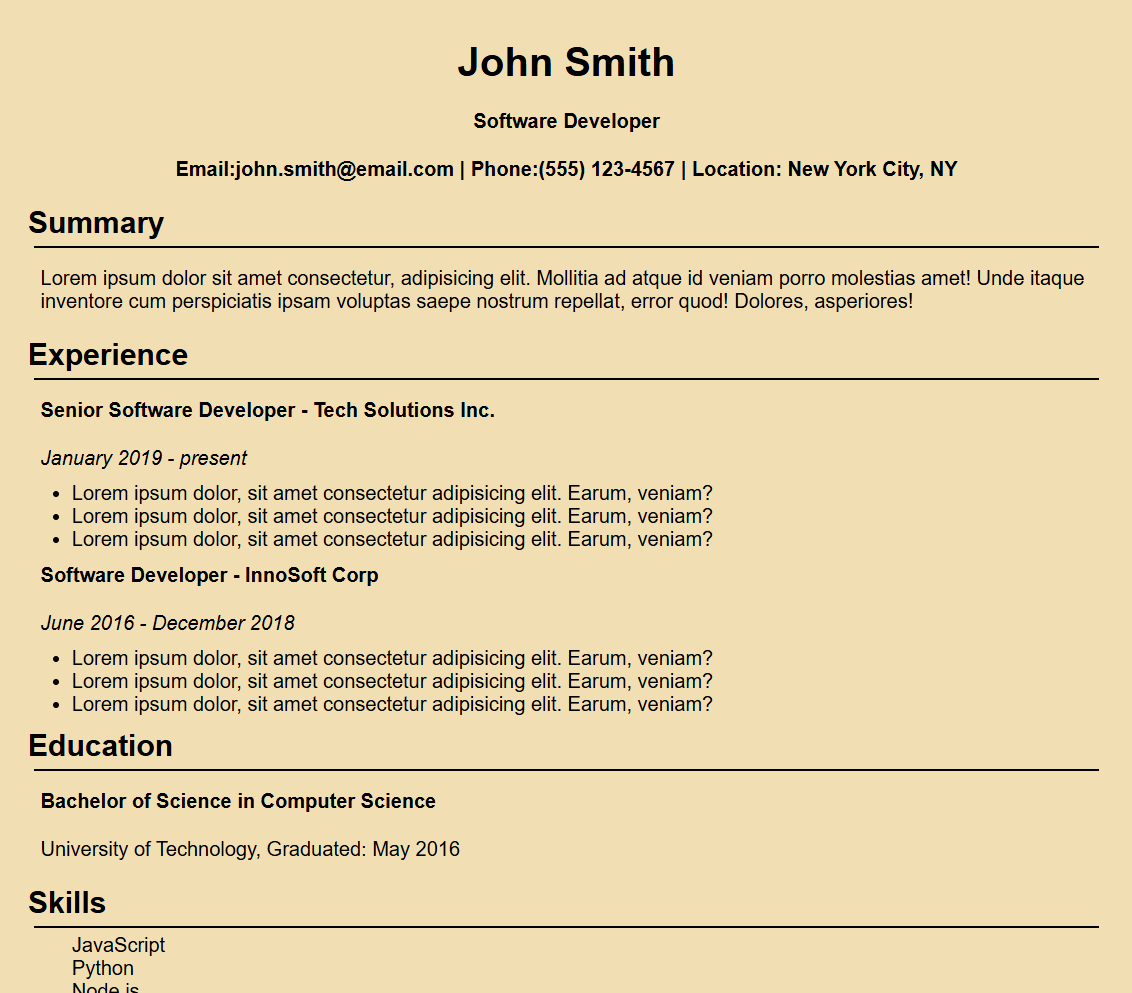 John Smith
Software Developer
Email:john.smith@email.com | Phone:(555) 123-4567 | Location: New York City, NY
Summary
Lorem ipsum dolor sit amet consectetur, adipisicing elit. Mollitia ad atque id veniam porro molestias amet! Unde itaque
inventore cum perspiciatis ipsam voluptas saepe nostrum repellat, error quod! Dolores, asperiores!
Experience
Senior Software Developer - Tech Solutions Inc.
January 2019 - present
• Lorem ipsum dolor, sit amet consectetur adipisicing elit. Earum, veniam?
• Lorem ipsum dolor, sit amet consectetur adipisicing elit. Earum, veniam?
• Lorem ipsum dolor, sit amet consectetur adipisicing elit. Earum, veniam?
Software Developer - InnoSoft Corp
June 2016 - December 2018
• Lorem ipsum dolor, sit amet consectetur adipisicing elit. Earum, veniam?
• Lorem ipsum dolor, sit amet consectetur adipisicing elit. Earum, veniam?
• Lorem ipsum dolor, sit amet consectetur adipisicing elit. Earum, veniam?
Education
Bachelor of Science in Computer Science
University of Technology, Graduated: May 2016
Skills
JavaScript
Python
Node.js